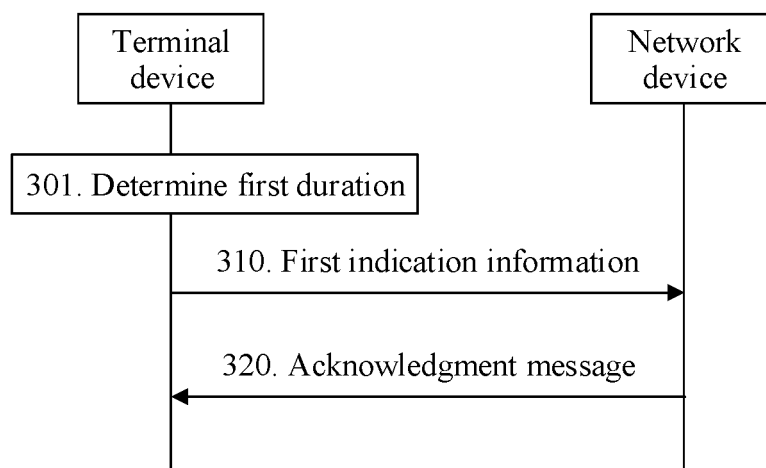 Terminal
device
Network
device
301. Determine first duration
310. First indication information
320. Acknowledgment message